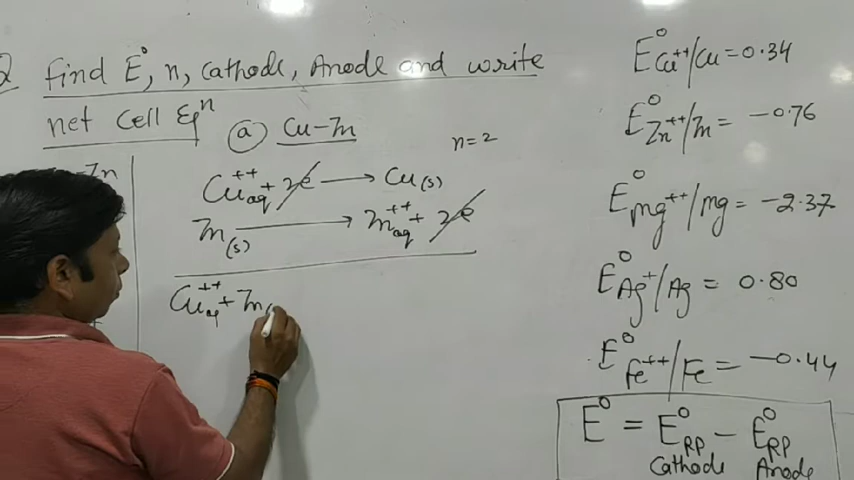 2 Find E°, n, Cathode, Anode and write
net Cell Eqⁿ
(a) Cu-Zn
n=2
Cu⁺⁺aq + 2e → Cu(s)
Zn(s) → Zn⁺⁺aq + 2e
Cu⁺⁺aq + Zn(
Zn
E°Cu⁺⁺/Cu = 0.34
E°Zn⁺⁺/Zn = -0.76
E°mg⁺⁺/mg = -2.37
E°Ag⁺/Ag = 0.80
E°Fe⁺⁺/Fe = -0.44
E° = E°RP - E°RP
Cathode Anode